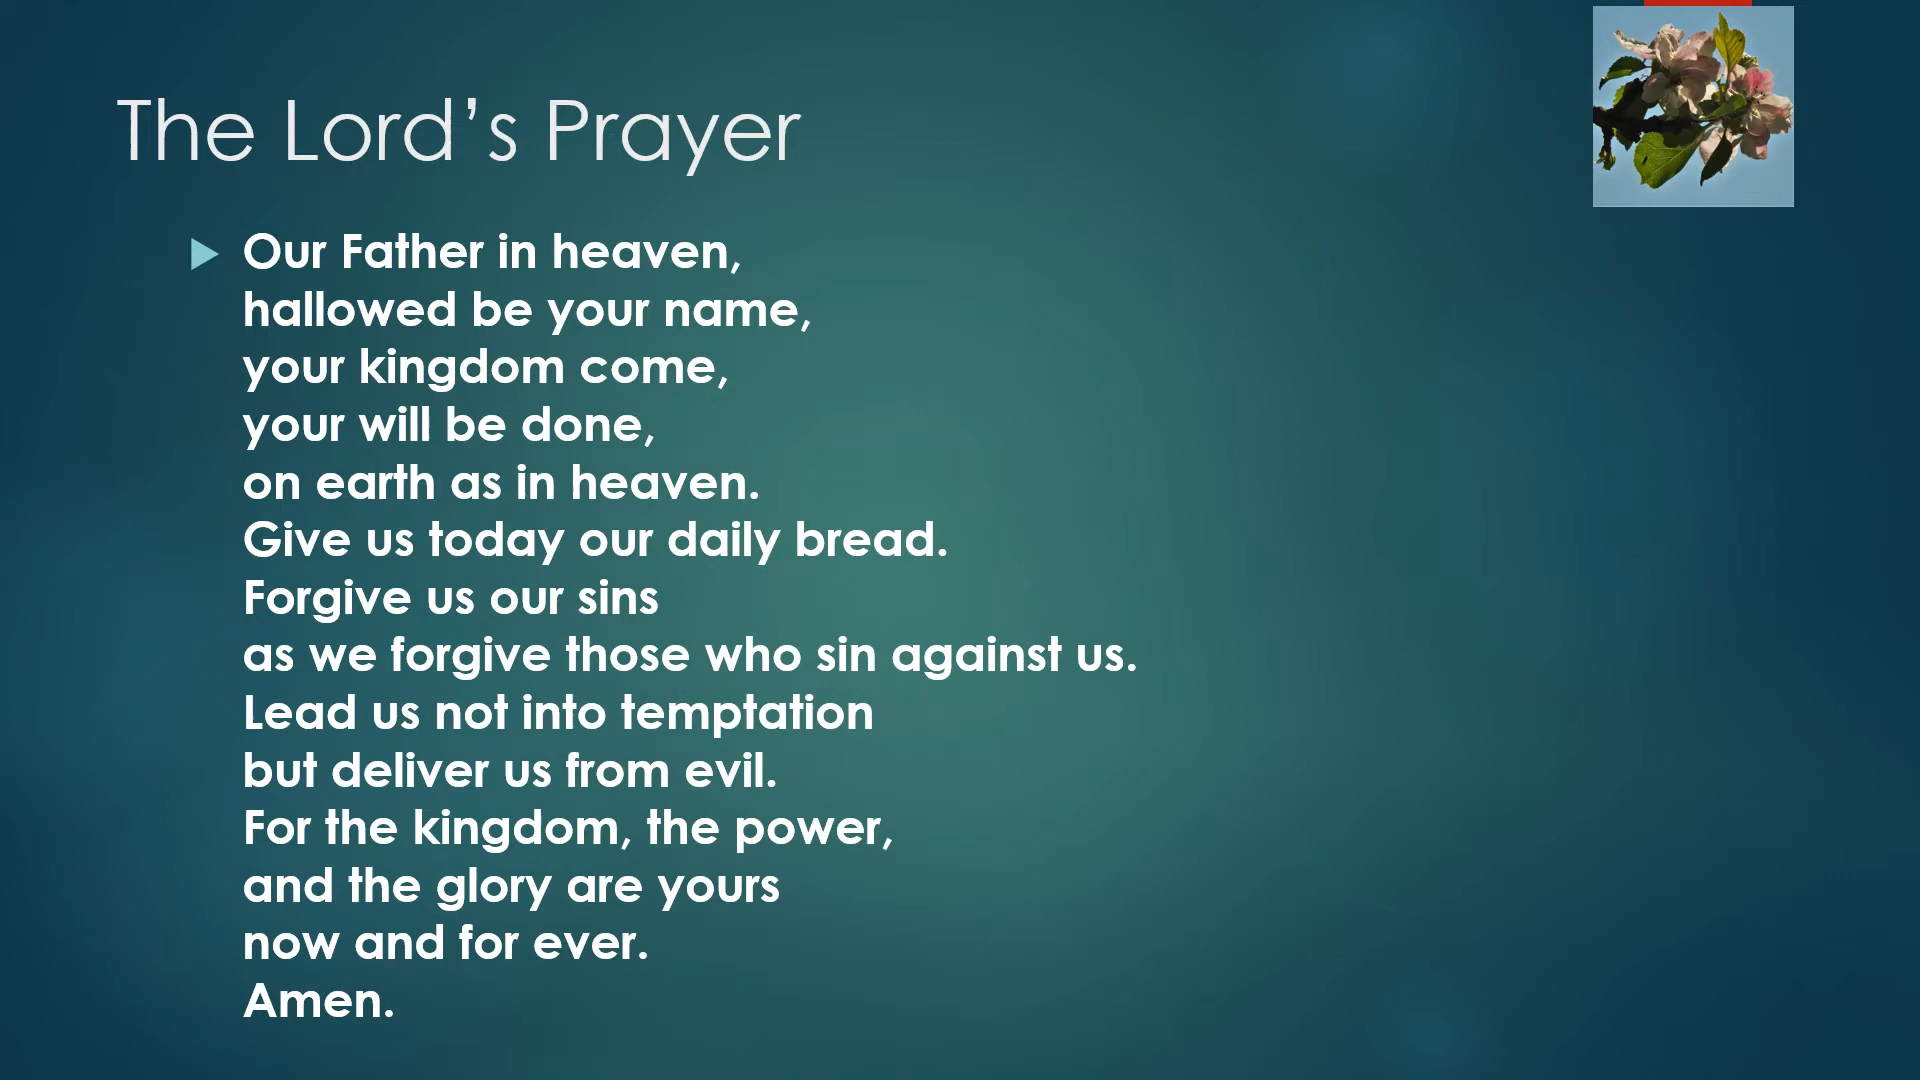 The Lord’s Prayer
Our Father in heaven,
hallowed be your name,
your kingdom come,
your will be done,
on earth as in heaven.
Give us today our daily bread.
Forgive us our sins
as we forgive those who sin against us.
Lead us not into temptation
but deliver us from evil.
For the kingdom, the power,
and the glory are yours
now and for ever.
Amen.